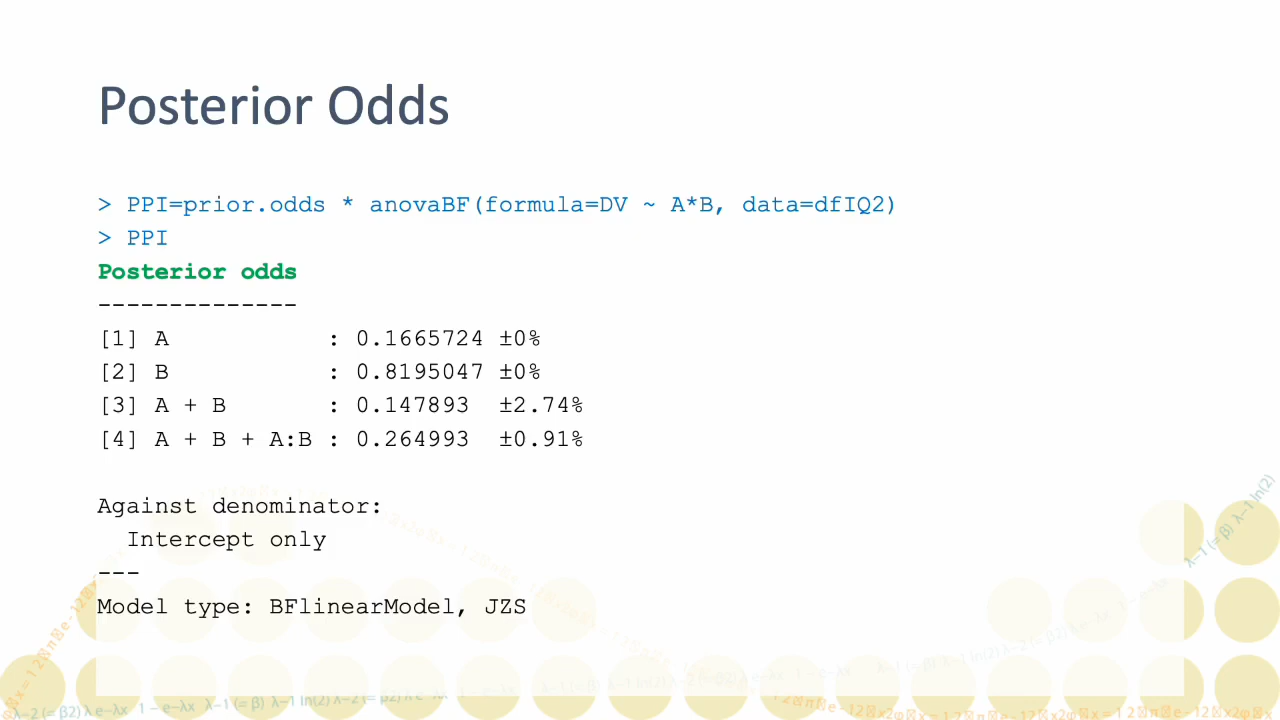 Posterior Odds
> PPI=prior.odds * anovaBF(formula=DV ~ A*B, data=dfIQ2)
> PPI
Posterior odds
--------------
[1] A : 0.1665724 ±0%
[2] B : 0.8195047 ±0%
[3] A + B : 0.147893 ±2.74%
[4] A + B + A:B : 0.264993 ±0.91%
Against denominator:
Intercept only
---
Model type: BFlinearModel, JZS